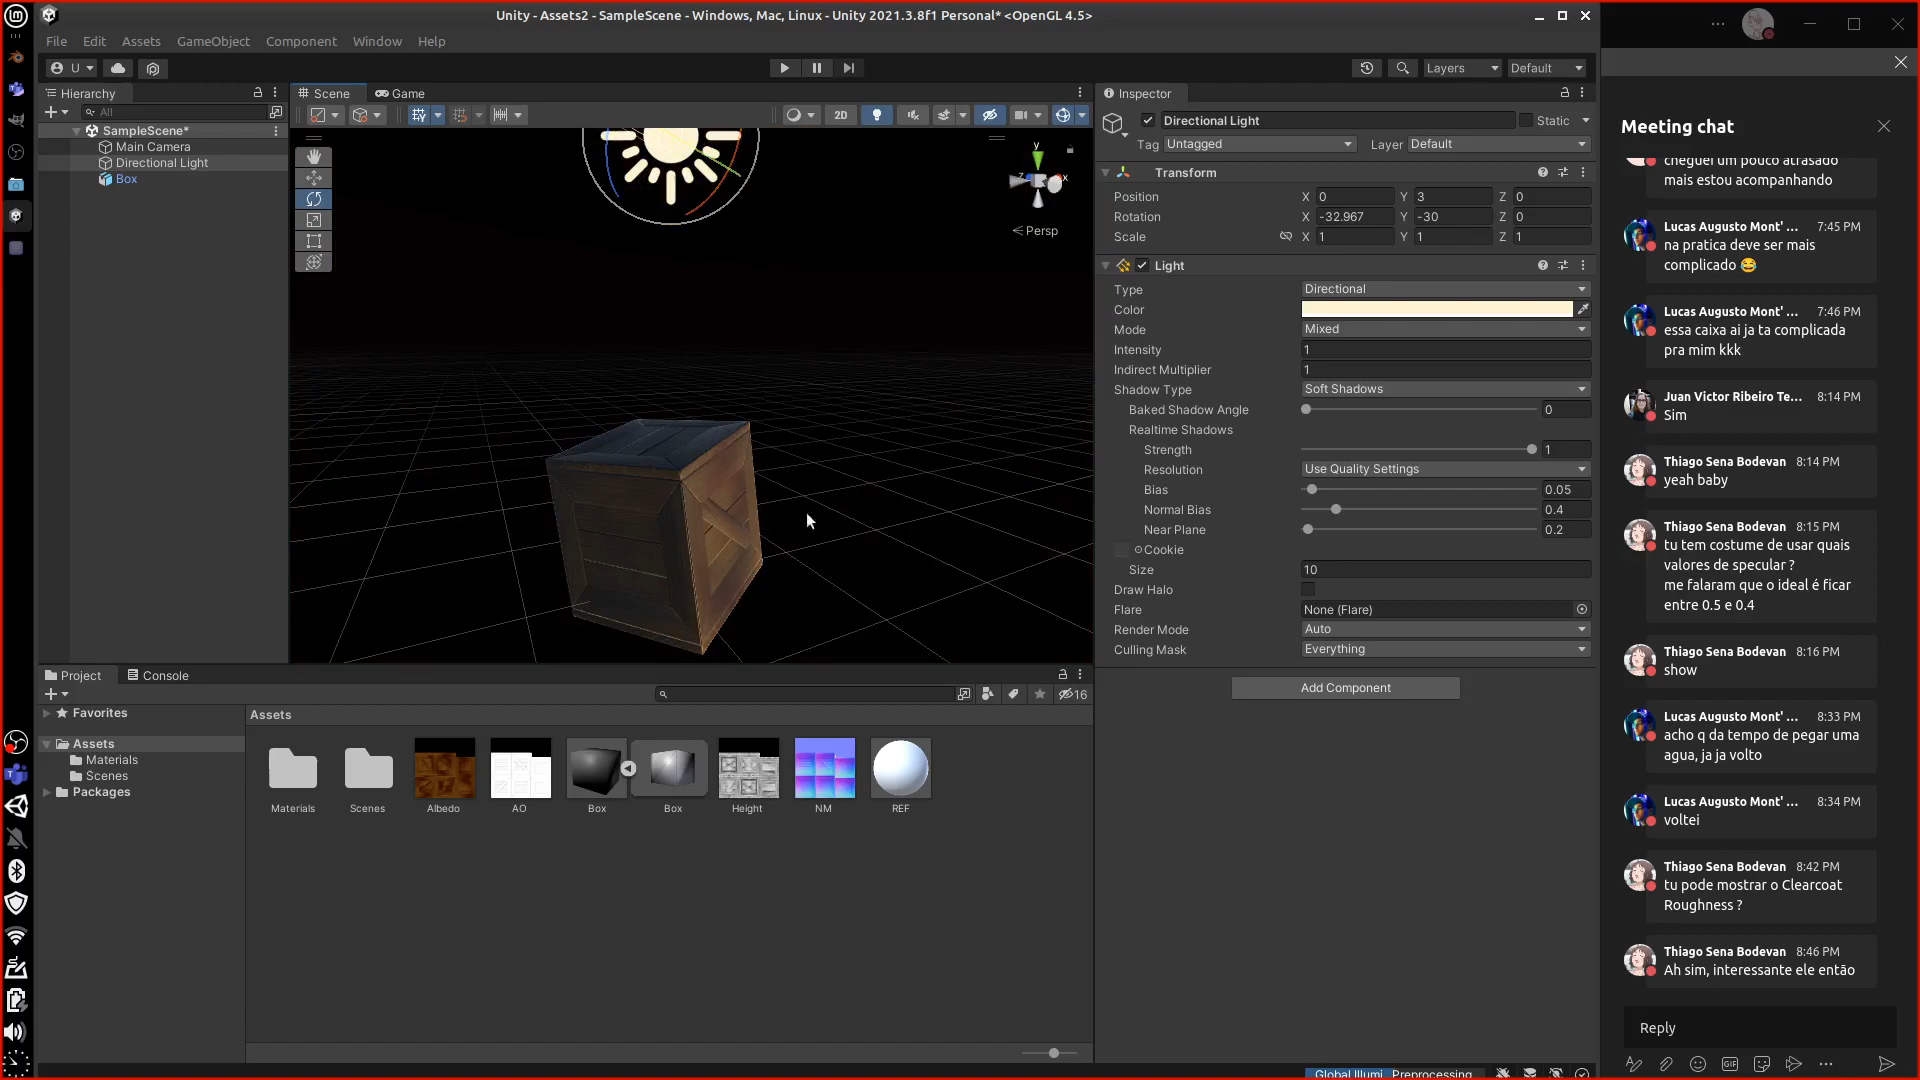 Unity - Assets2 - SampleScene - Windows, Mac, Linux - Unity 2021.3.8f1 Personal* <OpenGL 4.5>
File Edit Assets GameObject Component Window Help
U
Layers
Default
Hierarchy
All
SampleScene*
Main Camera
Directional Light
Box
Scene
Game
2D
y
z
x
Persp
Inspector
Directional Light
Static
Tag Untagged Layer Default
Transform
Position X 0 Y 3 Z 0
Rotation X -32.967 Y -30 Z 0
Scale X 1 Y 1 Z 1
Light
Type Directional
Color
Mode Mixed
Intensity 1
Indirect Multiplier 1
Shadow Type Soft Shadows
Baked Shadow Angle 0
Realtime Shadows
Strength 1
Resolution Use Quality Settings
Bias 0.05
Normal Bias 0.4
Near Plane 0.2
Cookie
Size 10
Draw Halo
Flare None (Flare)
Render Mode Auto
Culling Mask Everything
Add Component
Project
Console
16
Favorites
Assets
Materials
Scenes
Packages
Assets
Materials Scenes Albedo AO Box Box Height NM REF
Global Illumi Preprocessing
Meeting chat
cheguei um pouco atrasado
mais estou acompanhando
Lucas Augusto Mont' ... 7:45 PM
na pratica deve ser mais
complicado 😂
Lucas Augusto Mont' ... 7:46 PM
essa caixa ai ja ta complicada
pra mim kkk
Juan Victor Ribeiro Te... 8:14 PM
Sim
Thiago Sena Bodevan 8:14 PM
yeah baby
Thiago Sena Bodevan 8:15 PM
tu tem costume de usar quais
valores de specular ?
me falaram que o ideal é ficar
entre 0.5 e 0.4
Thiago Sena Bodevan 8:16 PM
show
Lucas Augusto Mont' ... 8:33 PM
acho q da tempo de pegar uma
agua, ja ja volto
Lucas Augusto Mont' ... 8:34 PM
voltei
Thiago Sena Bodevan 8:42 PM
tu pode mostrar o Clearcoat
Roughness ?
Thiago Sena Bodevan 8:46 PM
Ah sim, interessante ele então
Reply
GIF